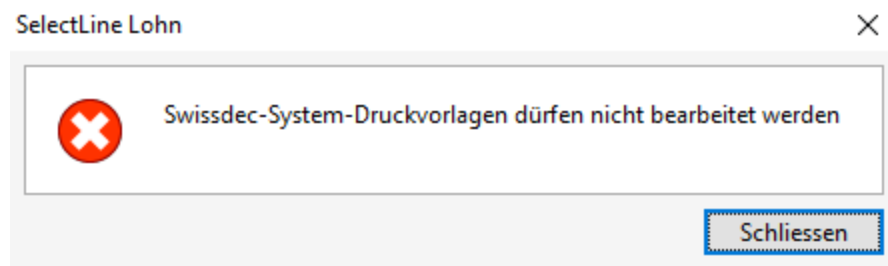 SelectLine Lohn
Swissdec-System-Druckvorlagen dürfen nicht bearbeitet werden
Schliessen